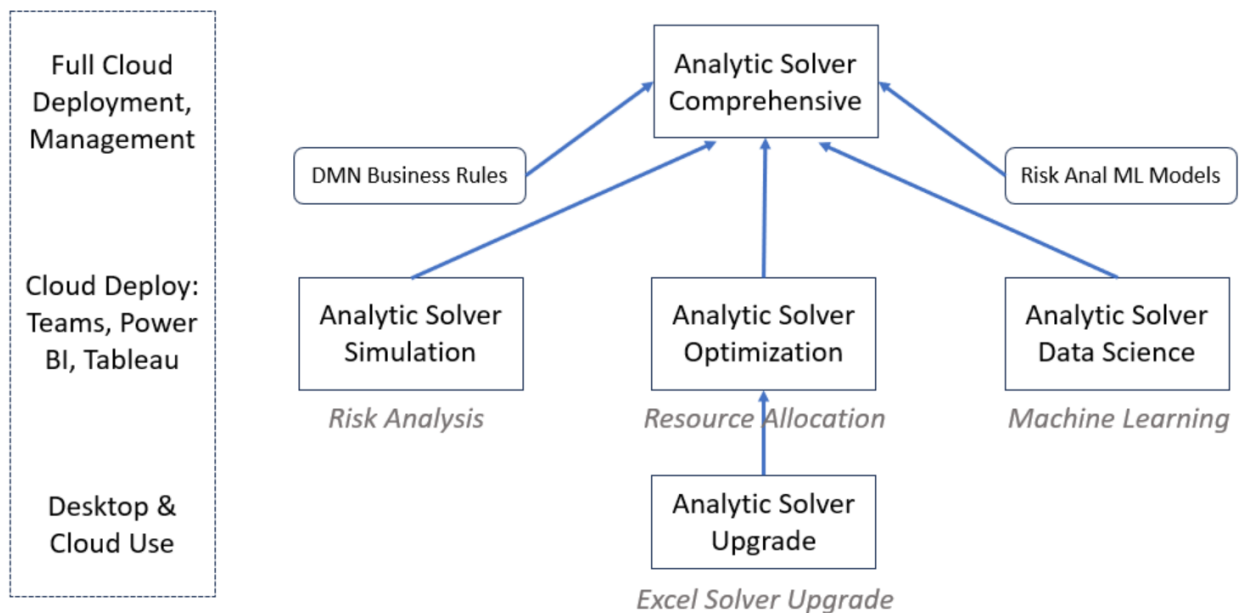 Full Cloud
Deployment,
Management
Analytic Solver
Comprehensive
DMN Business Rules
Risk Anal ML Models
Cloud Deploy:
Teams, Power
BI, Tableau
Analytic Solver
Simulation
Risk Analysis
Analytic Solver
Optimization
Resource Allocation
Analytic Solver
Data Science
Machine Learning
Desktop &
Cloud Use
Analytic Solver
Upgrade
Excel Solver Upgrade